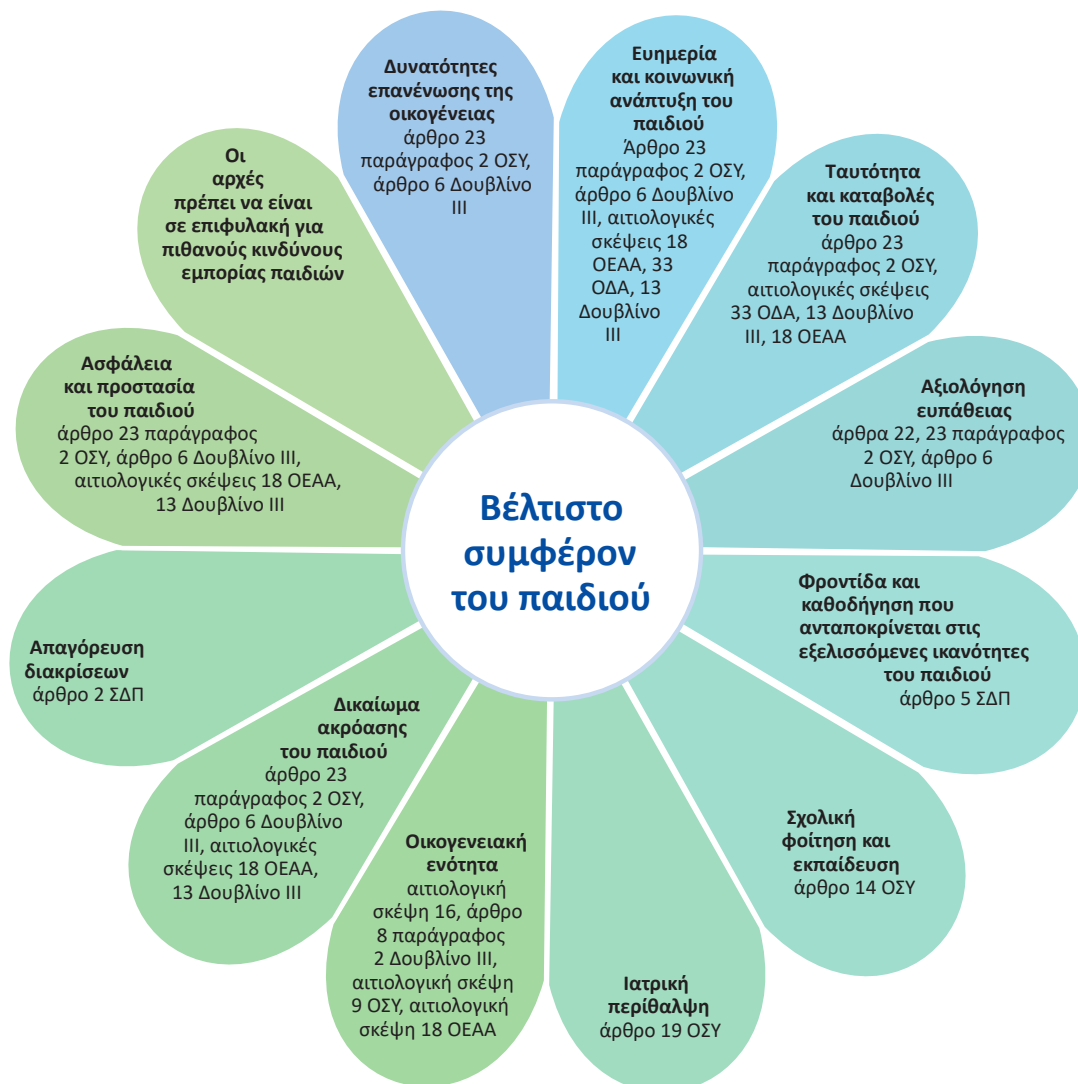 Δυνατότητες
επανένωσης της
οικογένειας
άρθρο 23
παράγραφος 2 ΟΣΥ,
άρθρο 6 Δουβλίνο
III
Ευημερία
και κοινωνική
ανάπτυξη του
παιδιού
Άρθρο 23
παράγραφος 2 ΟΣΥ,
άρθρο 6 Δουβλίνο
III, αιτιολογικές
σκέψεις 18
ΟΕΑΑ, 33
ΟΔΑ, 13
Δουβλίνο
III
Ταυτότητα
και καταβολές
του παιδιού
άρθρο 23
παράγραφος 2 ΟΣΥ,
αιτιολογικές σκέψεις
33 ΟΔΑ, 13 Δουβλίνο
III, 18 ΟΕΑΑ
Αξιολόγηση
ευπάθειας
άρθρα 22, 23 παράγραφος
2 ΟΣΥ, άρθρο 6
Δουβλίνο III
Φροντίδα και
καθοδήγηση που
ανταποκρίνεται στις
εξελισσόμενες ικανότητες
του παιδιού
άρθρο 5 ΣΔΠ
Σχολική
φοίτηση και
εκπαίδευση
άρθρο 14 ΟΣΥ
Ιατρική
περίθαλψη
άρθρο 19 ΟΣΥ
Οικογενειακή
ενότητα
αιτιολογική
σκέψη 16, άρθρο
8 παράγραφος
2 Δουβλίνο III,
αιτιολογική σκέψη
9 ΟΣΥ, αιτιολογική
σκέψη 18 ΟΕΑΑ
Δικαίωμα
ακρόασης
του παιδιού
άρθρο 23
παράγραφος 2 ΟΣΥ,
άρθρο 6 Δουβλίνο
III, αιτιολογικές
σκέψεις 18 ΟΕΑΑ,
13 Δουβλίνο III
Απαγόρευση
διακρίσεων
άρθρο 2 ΣΔΠ
Ασφάλεια
και προστασία
του παιδιού
άρθρο 23 παράγραφος
2 ΟΣΥ, άρθρο 6 Δουβλίνο III,
αιτιολογικές σκέψεις 18 ΟΕΑΑ,
13 Δουβλίνο III
Οι
αρχές
πρέπει να είναι
σε επιφυλακή για
πιθανούς κινδύνους
εμπορίας παιδιών
Βέλτιστο
συμφέρον
του παιδιού